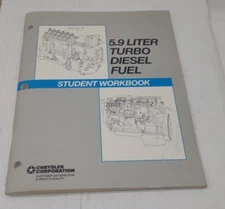 5.9 LITER
TURBO
DIESEL
FUEL
STUDENT WORKBOOK
CHRYSLER
CORPORATION